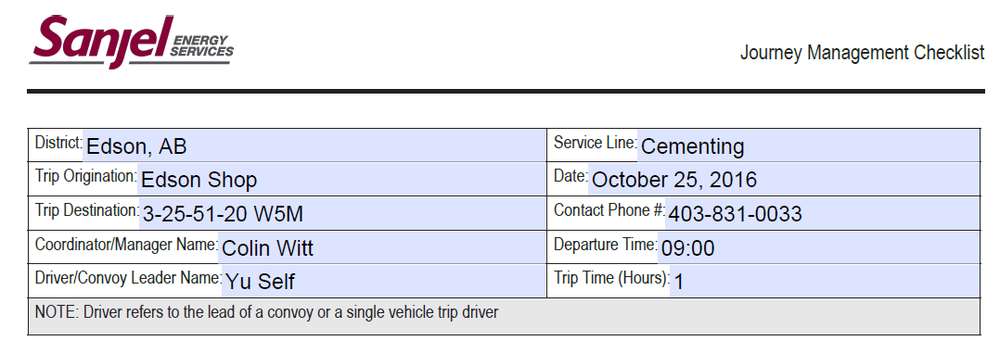 Sanjel ENERGY SERVICES
Journey Management Checklist
District: Edson, AB
Service Line: Cementing
Trip Origination: Edson Shop
Date: October 25, 2016
Trip Destination: 3-25-51-20 W5M
Contact Phone #: 403-831-0033
Coordinator/Manager Name: Colin Witt
Departure Time: 09:00
Driver/Convoy Leader Name: Yu Self
Trip Time (Hours): 1
NOTE: Driver refers to the lead of a convoy or a single vehicle trip driver